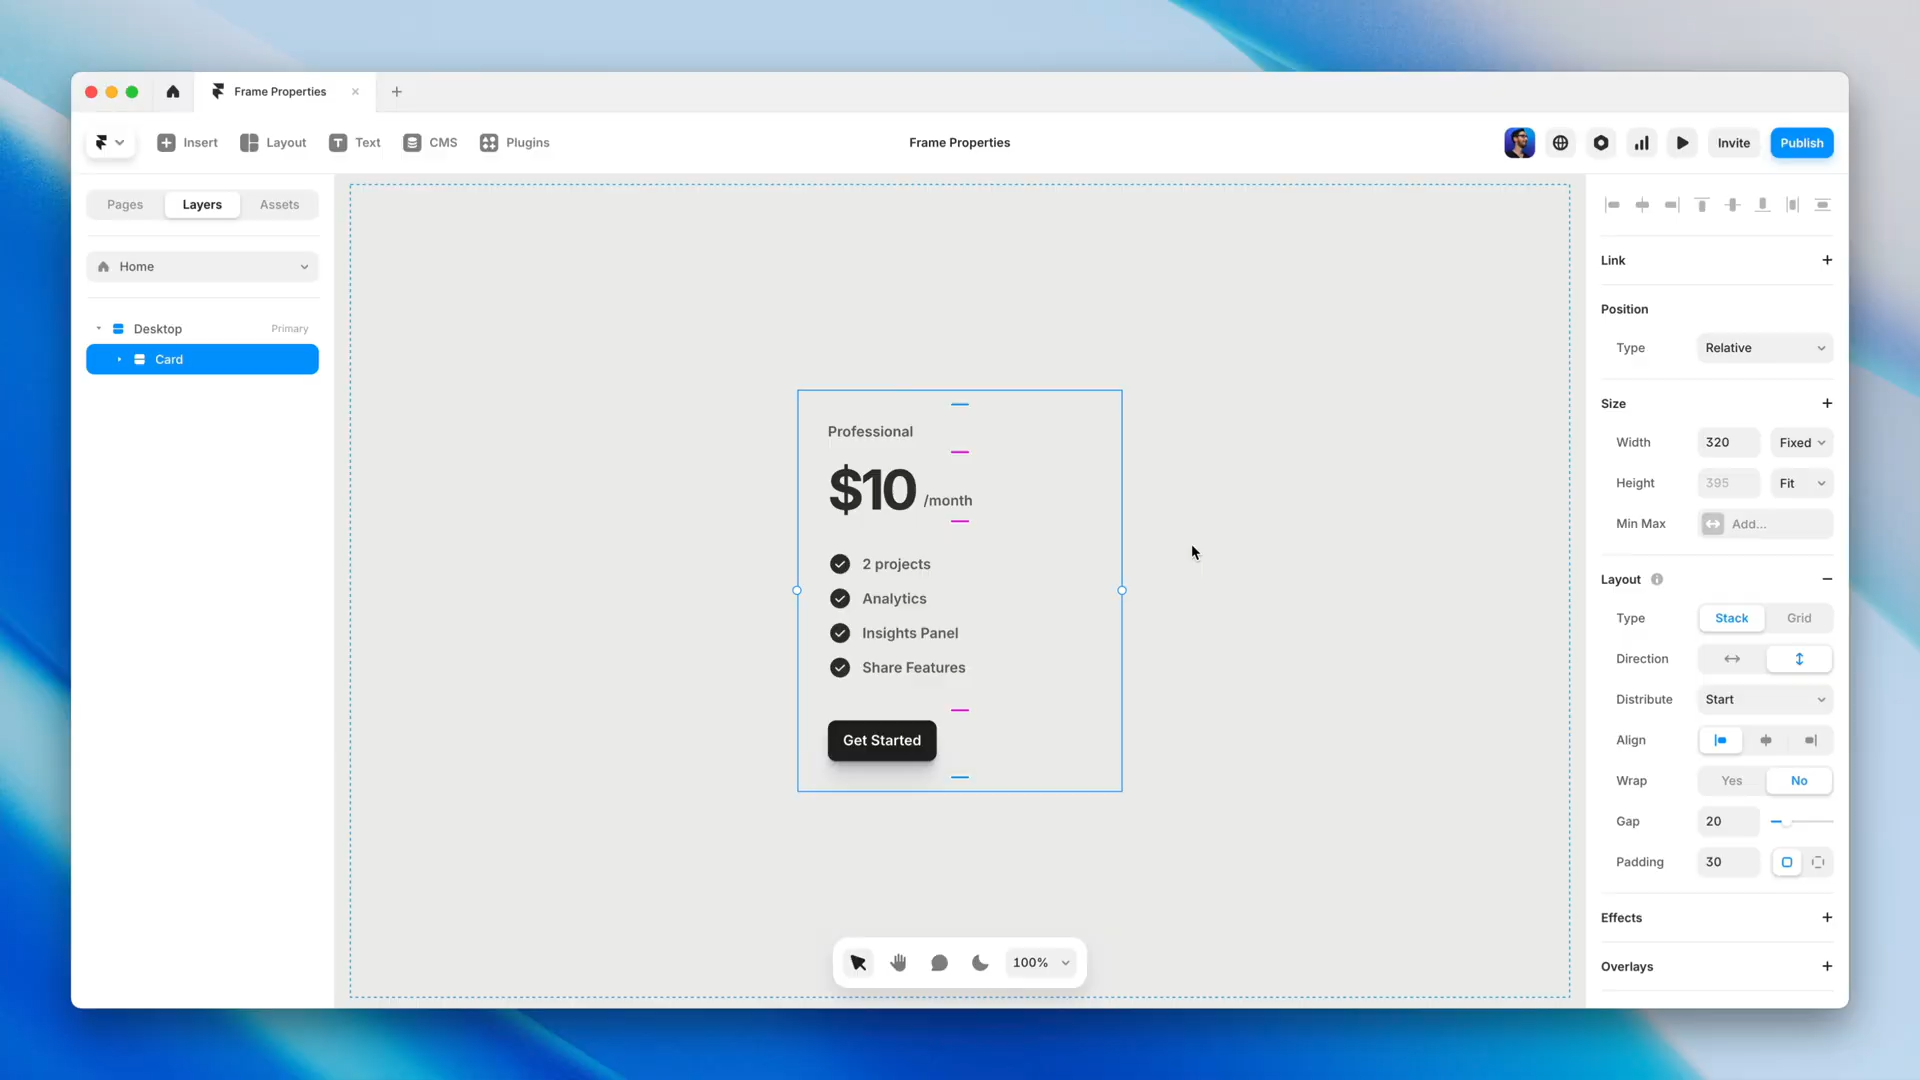 Frame Properties
Insert
Layout
Text
CMS
Plugins
Frame Properties
Invite
Publish
Pages
Layers
Assets
Home
Desktop
Primary
Card
Professional
$10 /month
2 projects
Analytics
Insights Panel
Share Features
Get Started
100%
Link
Position
Type
Relative
Size
Width
320
Fixed
Height
395
Fit
Min Max
Add...
Layout
Type
Stack
Grid
Direction
Distribute
Start
Align
Wrap
Yes
No
Gap
20
Padding
30
Effects
Overlays